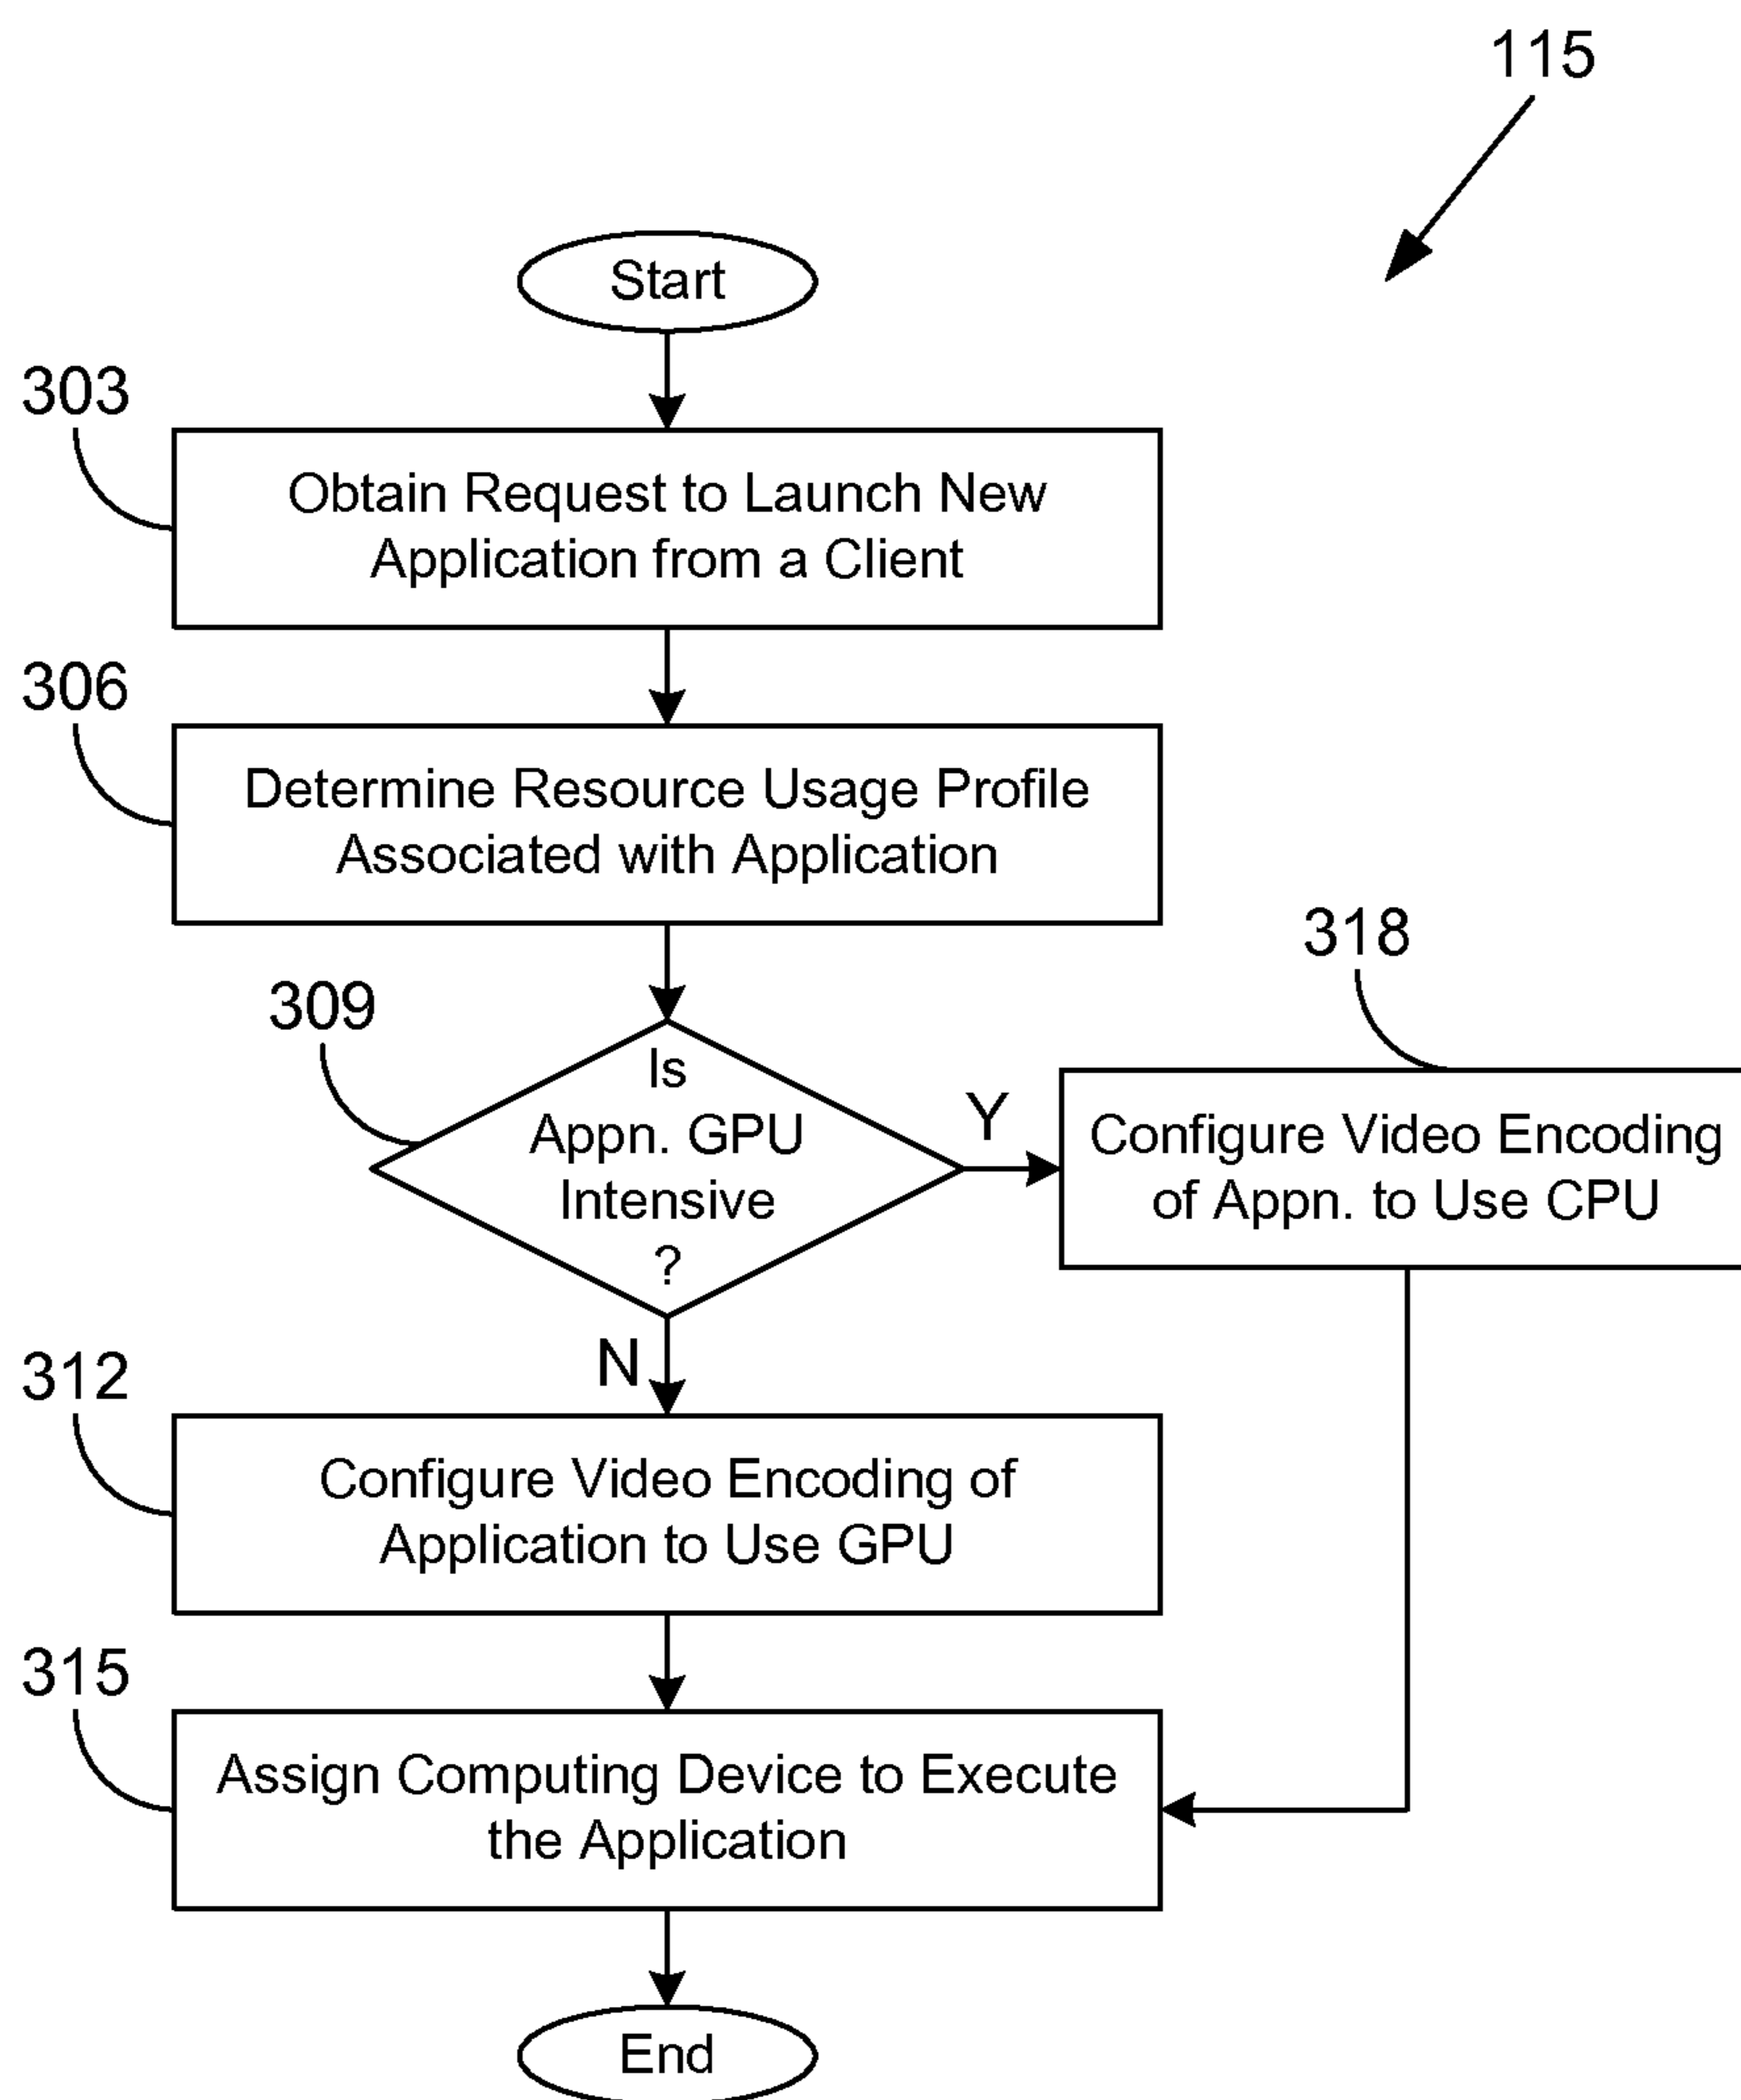 115
Start
303
Obtain Request to Launch New
Application from a Client
306
Determine Resource Usage Profile
Associated with Application
318
309
Is
Appn. GPU
Intensive
?
Y
Configure Video Encoding
of Appn. to Use CPU
N
312
Configure Video Encoding of
Application to Use GPU
315
Assign Computing Device to Execute
the Application
End